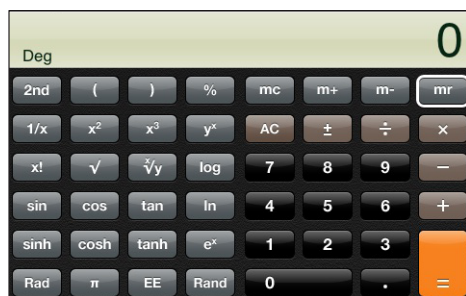 0
Deg
2nd ( ) % mc m+ m- mr
1/x x² x³ yˣ AC ± ÷ ×
x! √ ˣ√y log 7 8 9 −
sin cos tan ln 4 5 6 +
sinh cosh tanh eˣ 1 2 3
Rad π EE Rand 0 . =